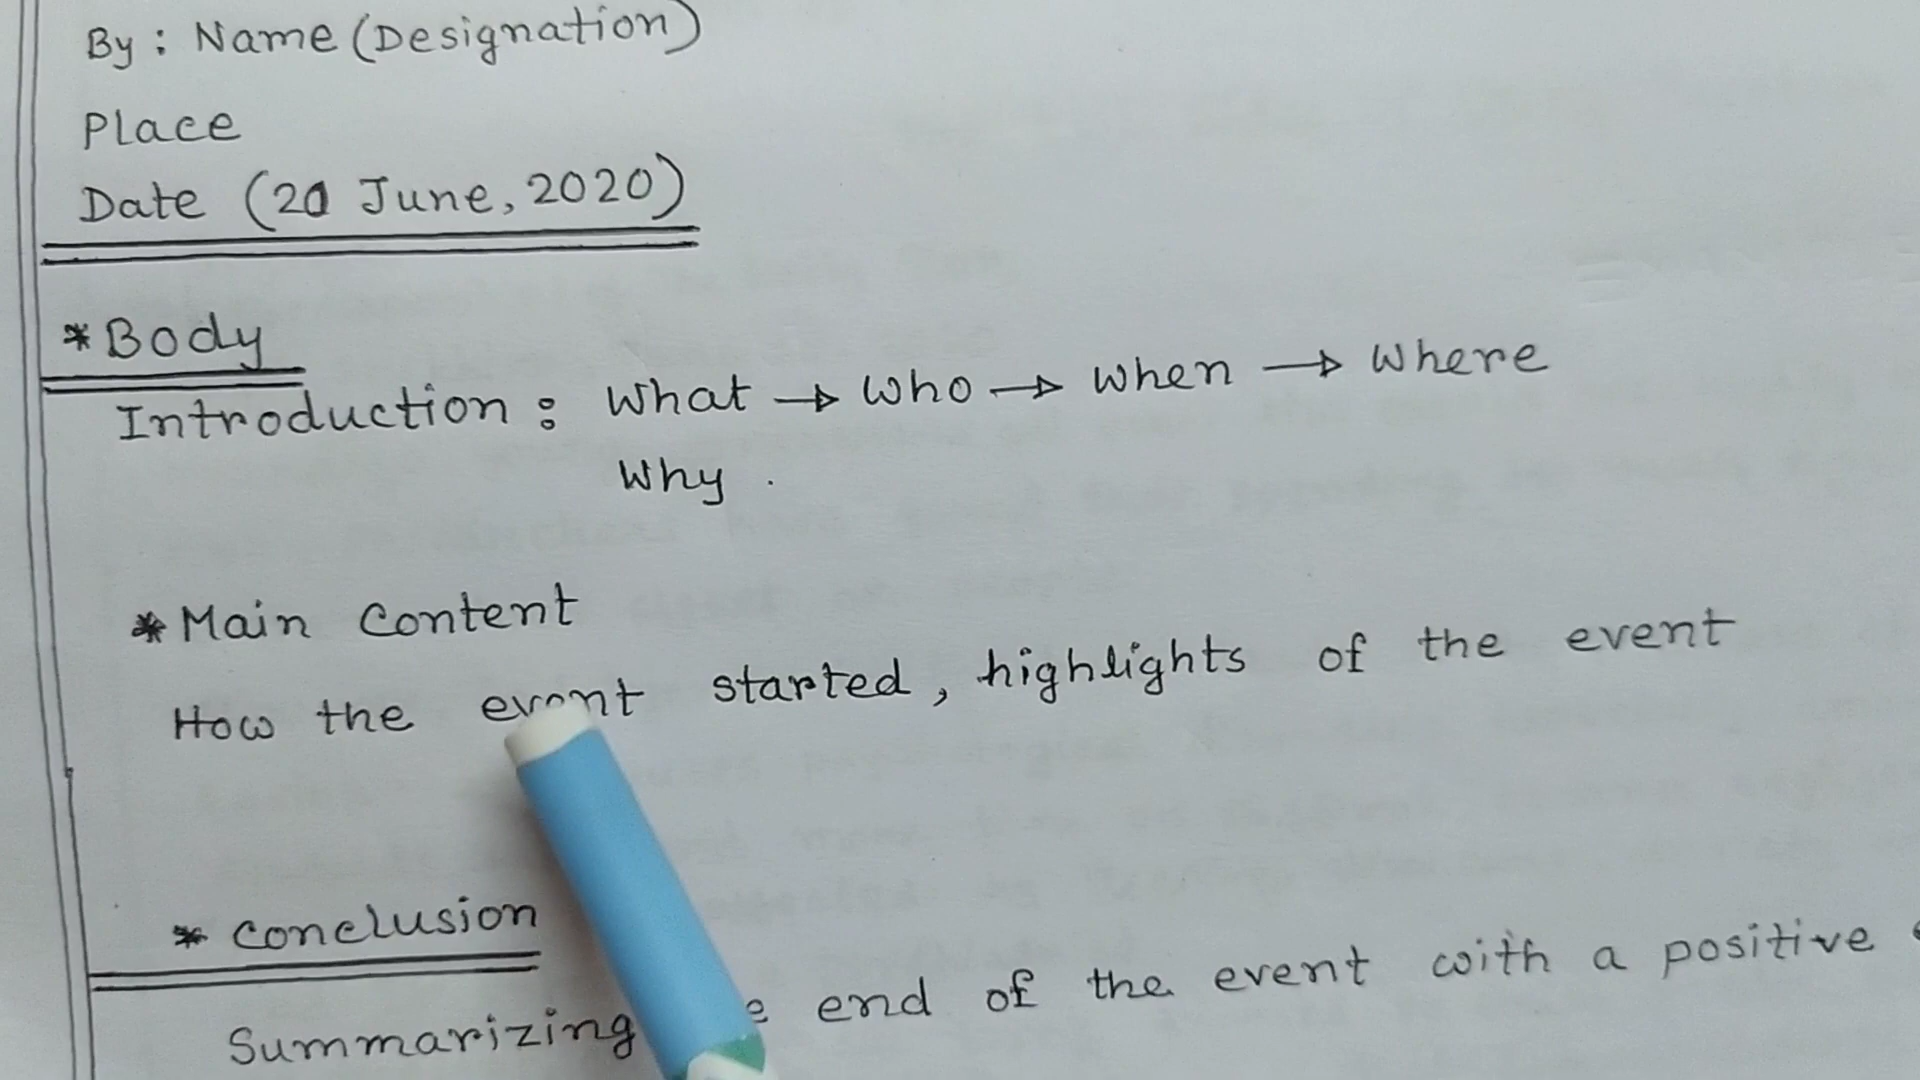 By : Name (Designation)
Place
Date (20 June, 2020)
* Body
Introduction : What → Who → When → Where
Why .
* Main Content
How the event started, highlights of the event
* Conclusion
Summarizing end of the event with a positive